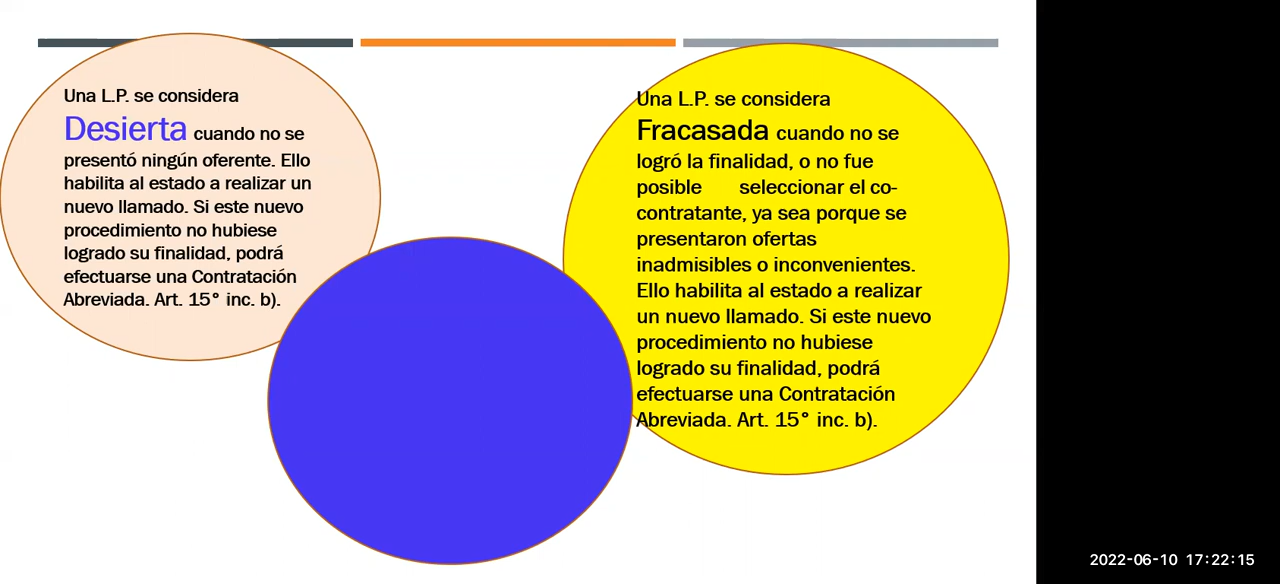 Una L.P. se considera
Desierta cuando no se
presentó ningún oferente. Ello
habilita al estado a realizar un
nuevo llamado. Si este nuevo
procedimiento no hubiese
logrado su finalidad, podrá
efectuarse una Contratación
Abreviada. Art. 15° inc. b).
Una L.P. se considera
Fracasada cuando no se
logró la finalidad, o no fue
posible seleccionar el co-
contratante, ya sea porque se
presentaron ofertas
inadmisibles o inconvenientes.
Ello habilita al estado a realizar
un nuevo llamado. Si este nuevo
procedimiento no hubiese
logrado su finalidad, podrá
efectuarse una Contratación
Abreviada. Art. 15° inc. b).
2022-06-10 17:22:15